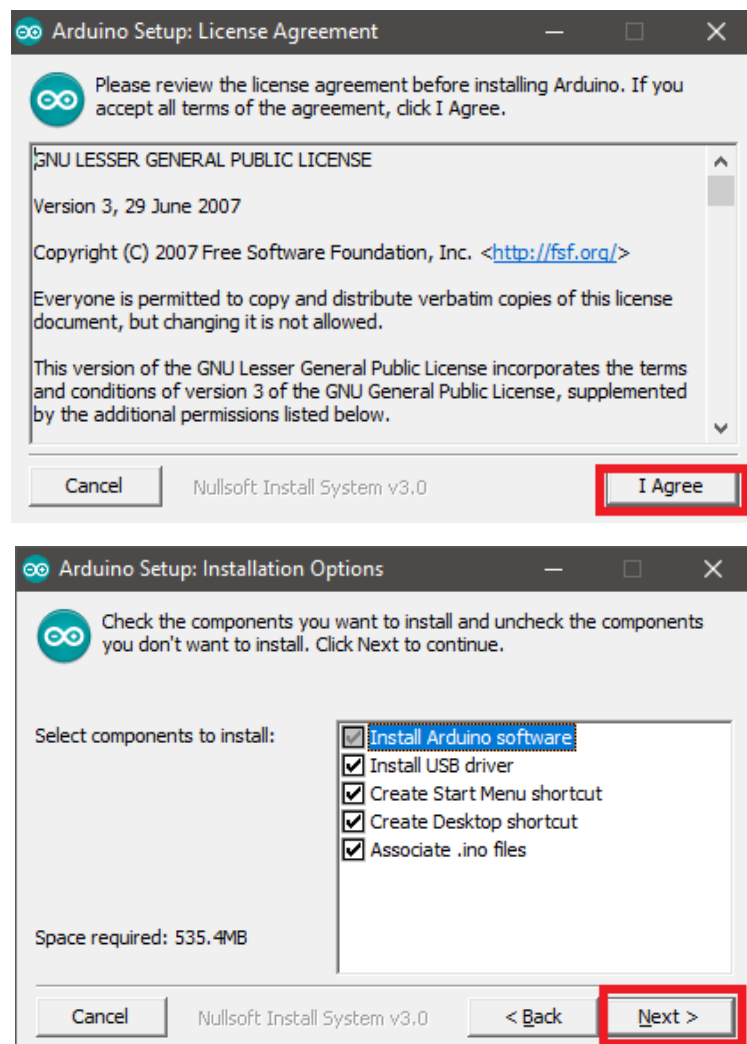 Arduino Setup: License Agreement
Please review the license agreement before installing Arduino. If you
accept all terms of the agreement, click I Agree.
GNU LESSER GENERAL PUBLIC LICENSE
Version 3, 29 June 2007
Copyright (C) 2007 Free Software Foundation, Inc. <http://fsf.org/>
Everyone is permitted to copy and distribute verbatim copies of this license
document, but changing it is not allowed.
This version of the GNU Lesser General Public License incorporates the terms
and conditions of version 3 of the GNU General Public License, supplemented
by the additional permissions listed below.
Cancel Nullsoft Install System v3.0 I Agree
Arduino Setup: Installation Options
Check the components you want to install and uncheck the components
you don't want to install. Click Next to continue.
Select components to install: Install Arduino software
Install USB driver
Create Start Menu shortcut
Create Desktop shortcut
Associate .ino files
Space required: 535.4MB
Cancel Nullsoft Install System v3.0 < Back Next >